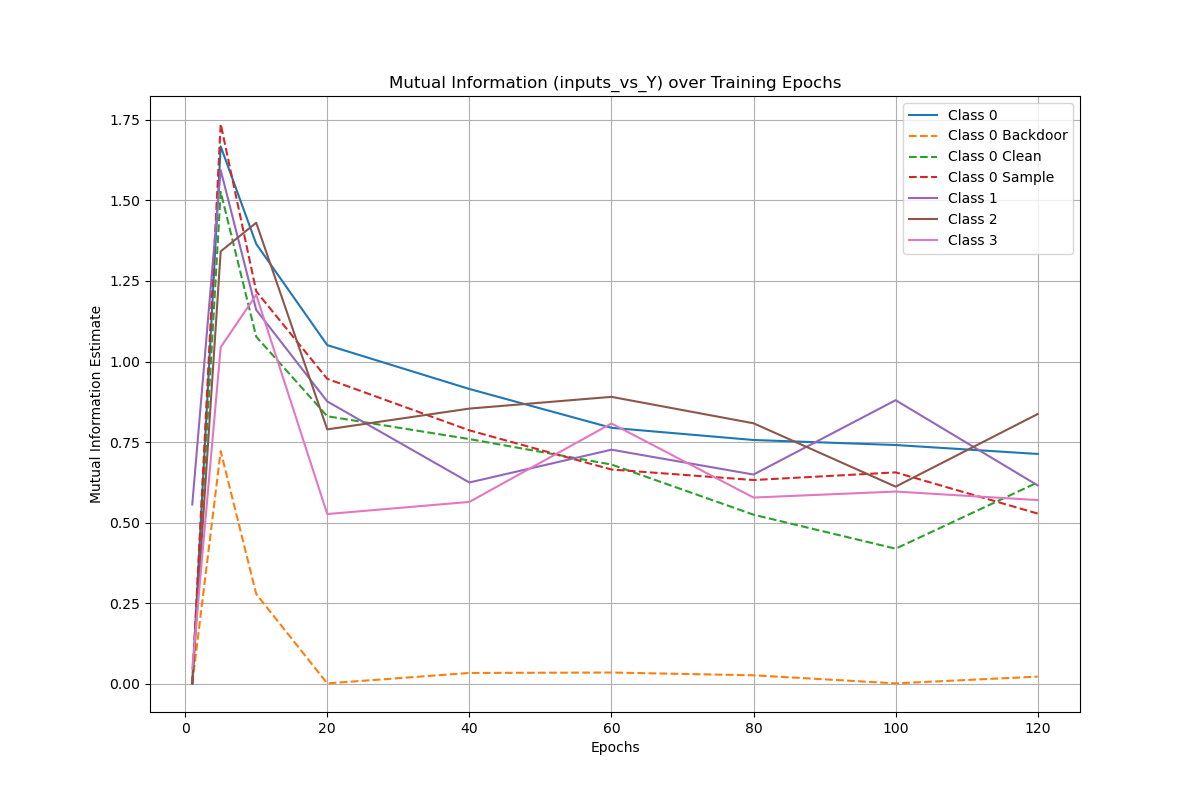 Mutual Information (inputs_vs_Y) over Training Epochs
Mutual Information Estimate
1.75
1.50
1.25
1.00
0.75
0.50
0.25
0.00
Class 0
Class 0 Backdoor
Class 0 Clean
Class 0 Sample
Class 1
Class 2
Class 3
0 20 40 60 80 100 120
Epochs